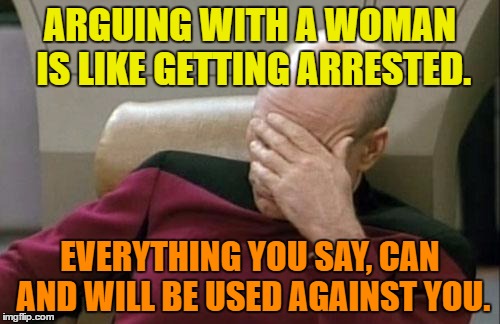 ARGUING WITH A WOMAN
IS LIKE GETTING ARRESTED.
EVERYTHING YOU SAY, CAN
AND WILL BE USED AGAINST YOU.
imgflip.com